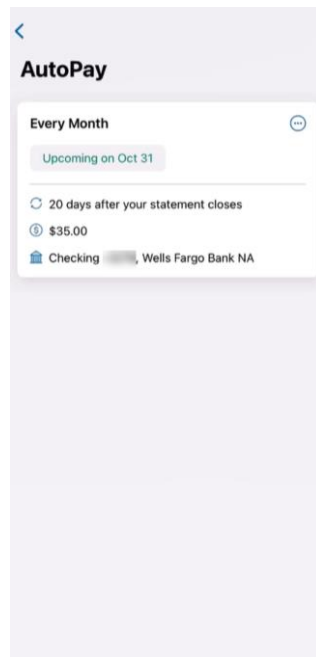 AutoPay
Every Month
Upcoming on Oct 31
20 days after your statement closes
$35.00
Checking , Wells Fargo Bank NA